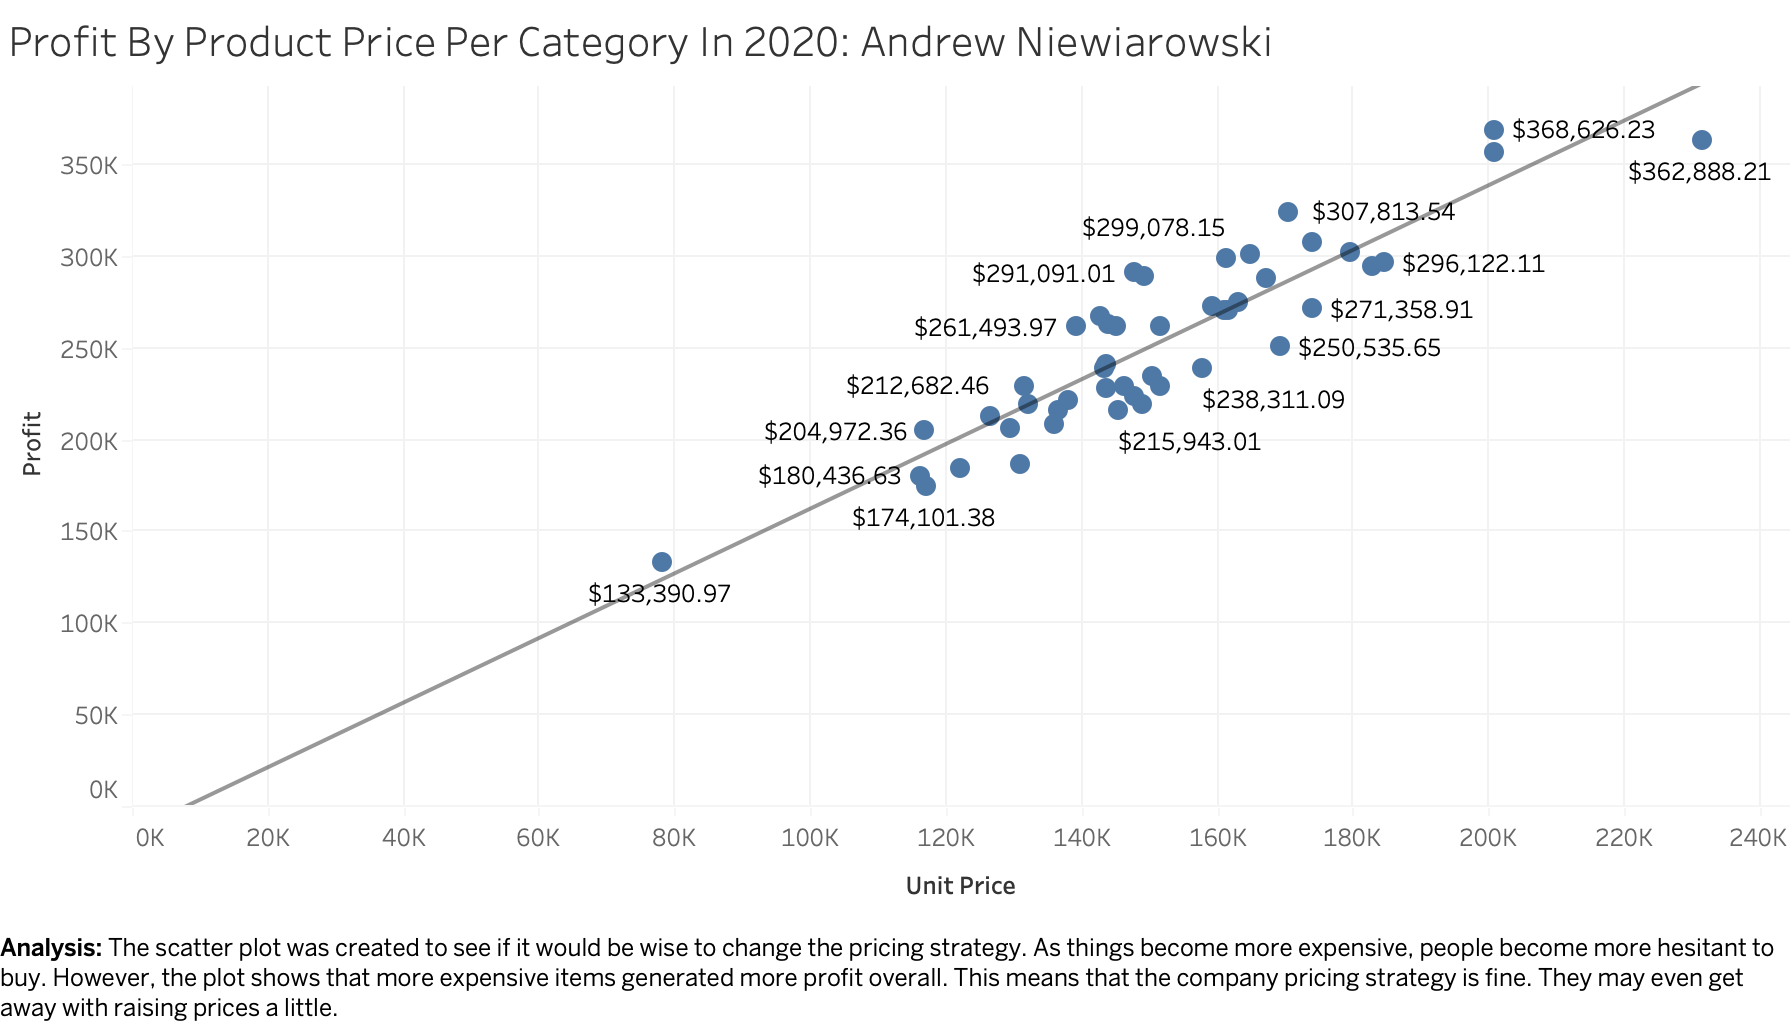 Profit By Product Price Per Category In 2020: Andrew Niewiarowski
$368,626.23
350K
$362,888.21
$307,813.54
$299,078.15
300K
$296,122.11
$291,091.01
$271,358.91
$261,493.97
250K
$250,535.65
$212,682.46
$238,311.09
Profit
200K
$204,972.36
$215,943.01
$180,436.63
$174,101.38
150K
$133,390.97
100K
50K
0K
0K 20K 40K 60K 80K 100K 120K 140K 160K 180K 200K 220K 240K
Unit Price
Analysis: The scatter plot was created to see if it would be wise to change the pricing strategy. As things become more expensive, people become more hesitant to
buy. However, the plot shows that more expensive items generated more profit overall. This means that the company pricing strategy is fine. They may even get
away with raising prices a little.